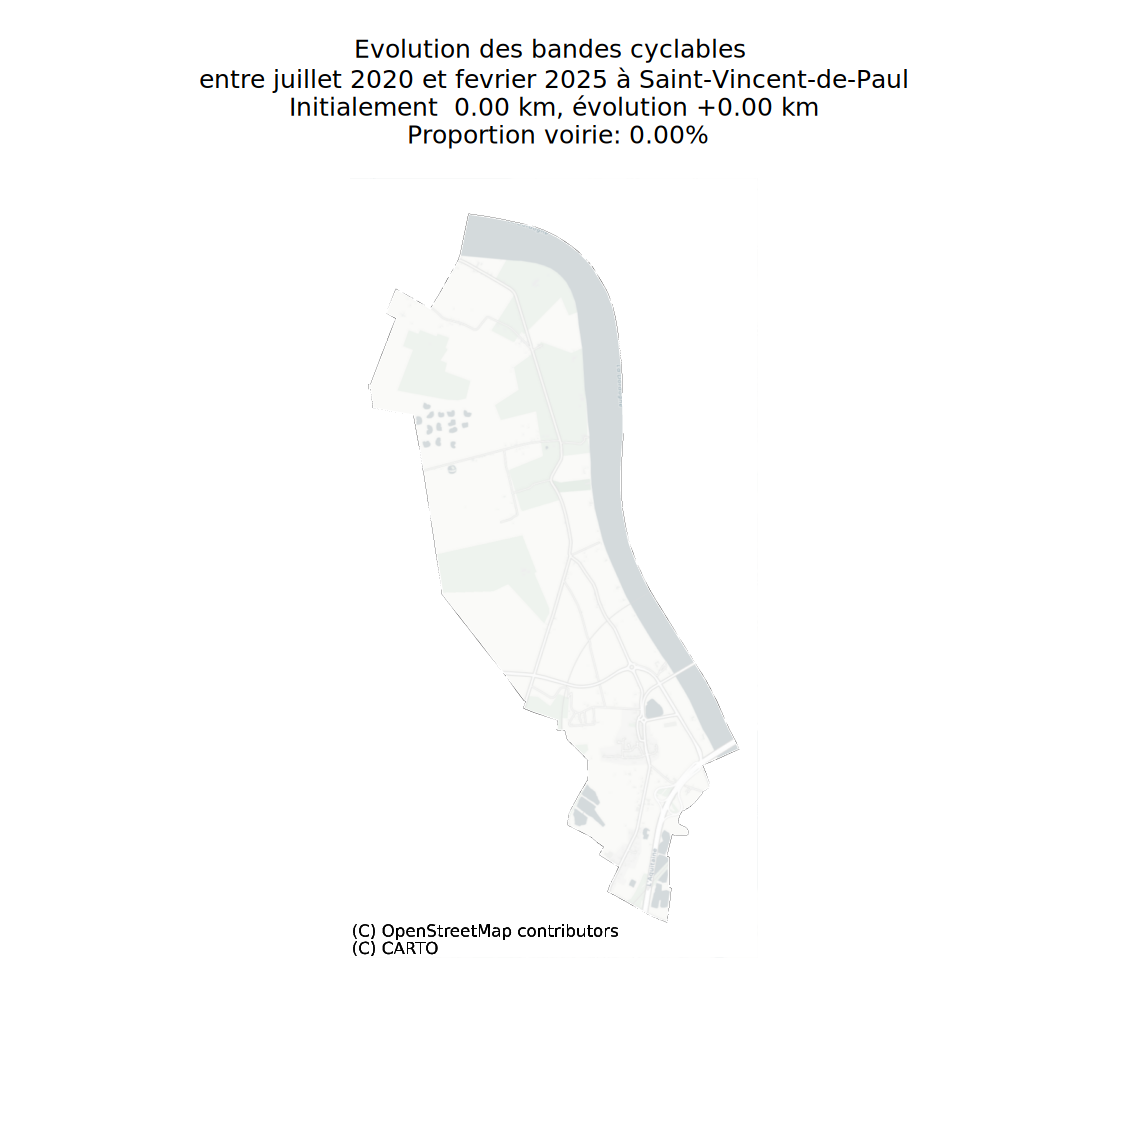 Evolution des bandes cyclables
entre juillet 2020 et fevrier 2025 à Saint-Vincent-de-Paul
Initialement  0.00 km, évolution +0.00 km
Proportion voirie: 0.00%
(C) OpenStreetMap contributors
(C) CARTO